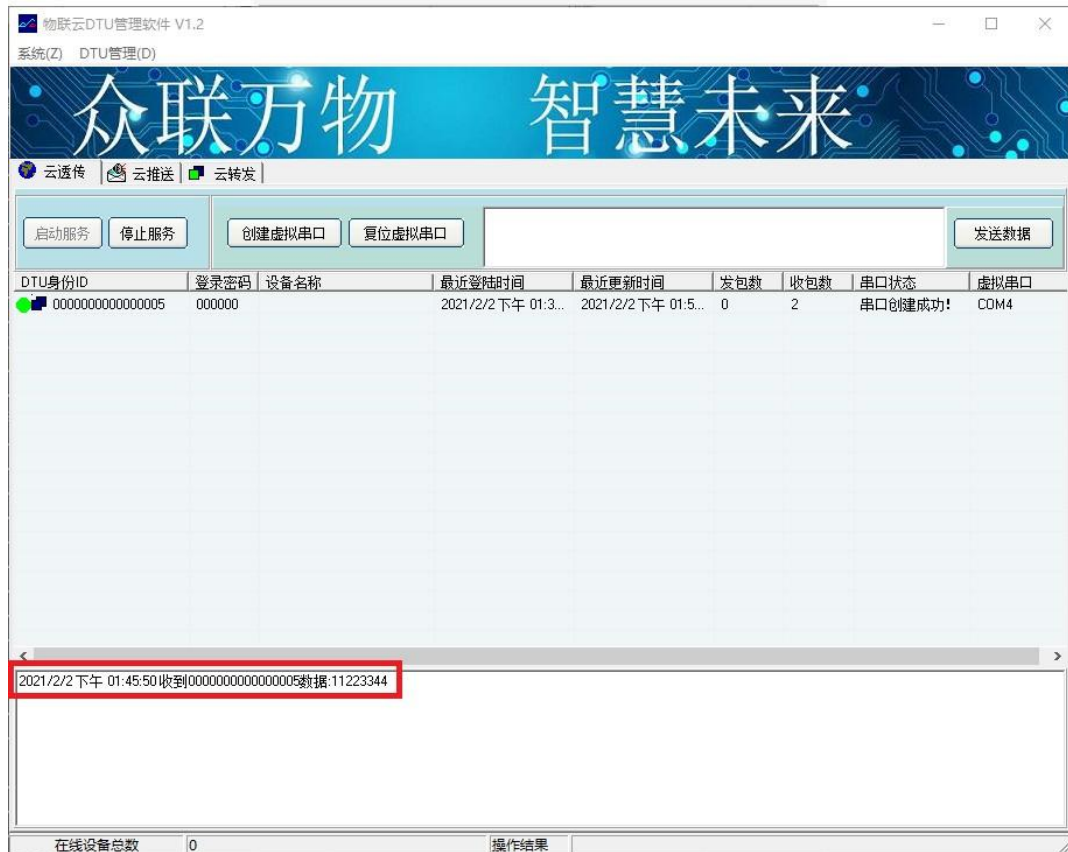 物联云DTU管理软件 V1.2
系统(Z) DTU管理(D)
众联万物 智慧未来
云透传 云推送 云转发
启动服务 停止服务 创建虚拟串口 复位虚拟串口 发送数据
DTU身份ID 登录密码 设备名称 最近登陆时间 最近更新时间 发包数 收包数 串口状态 虚拟串口
0000000000000005 000000 2021/2/2 下午 01:3... 2021/2/2 下午 01:5... 0 2 串口创建成功! COM4
2021/2/2 下午 01:45:50收到0000000000000005数据:11223344
在线设备总数 0 操作结果